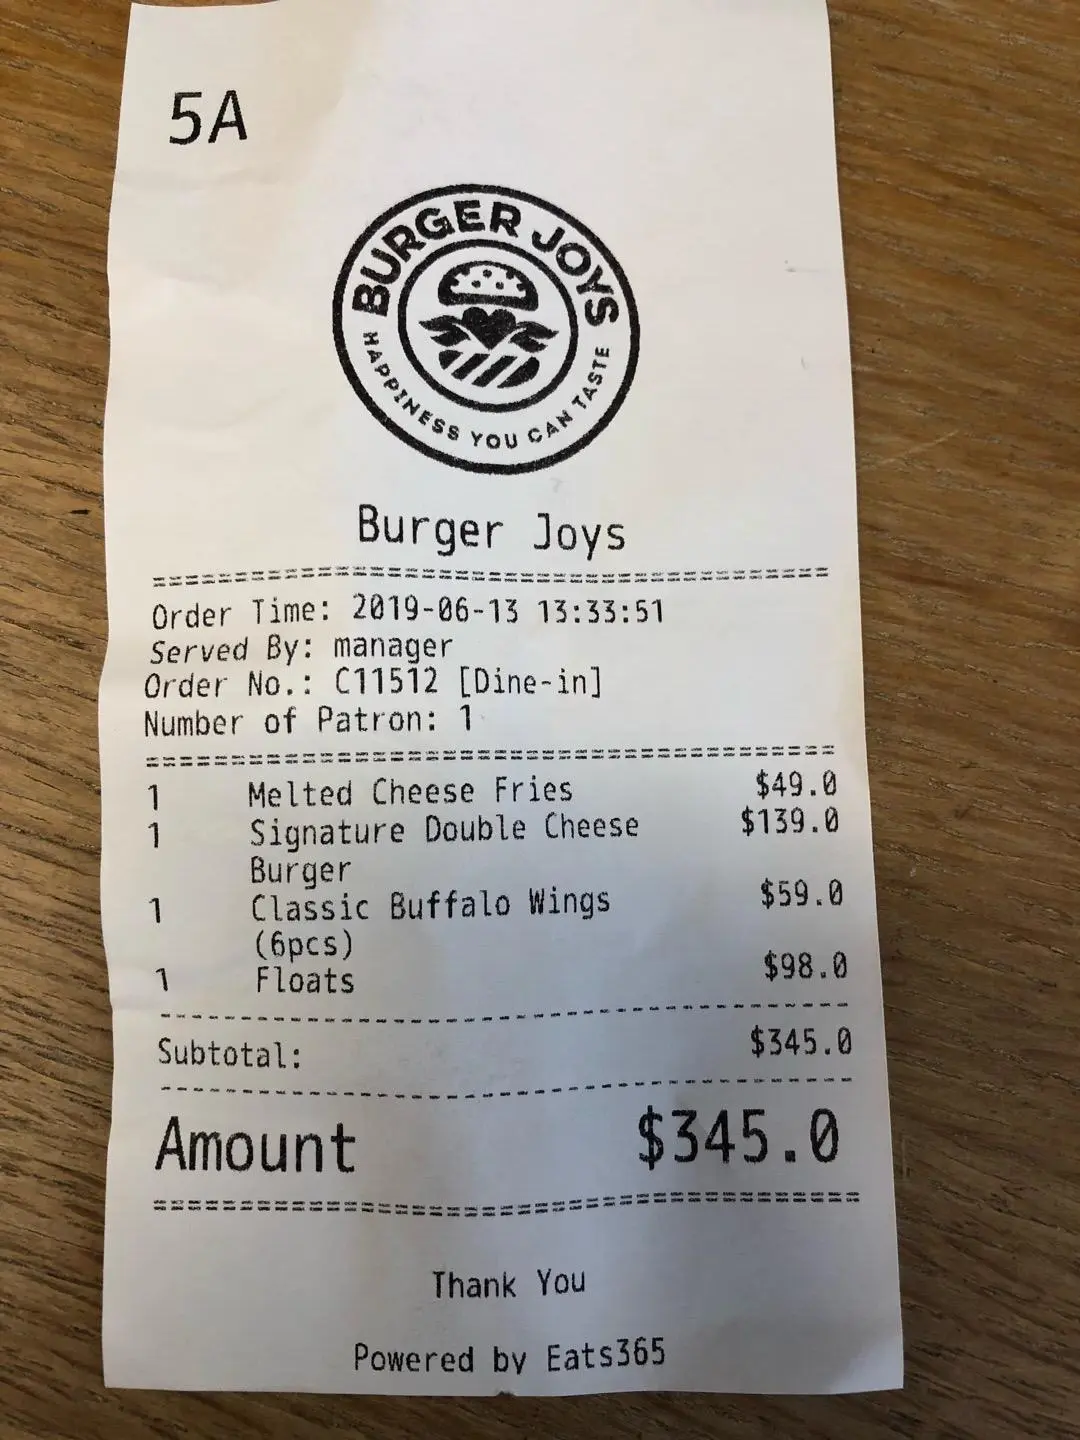 5A
BURGER JOYS
HAPPINESS YOU CAN TASTE
Burger Joys
Order Time: 2019-06-13 13:33:51
Served By: manager
Order No.: C11512 [Dine-in]
Number of Patron: 1
1 Melted Cheese Fries $49.0
1 Signature Double Cheese $139.0
Burger
1 Classic Buffalo Wings $59.0
(6pcs)
1 Floats $98.0
Subtotal: $345.0
Amount $345.0
Thank You
Powered by Eats365